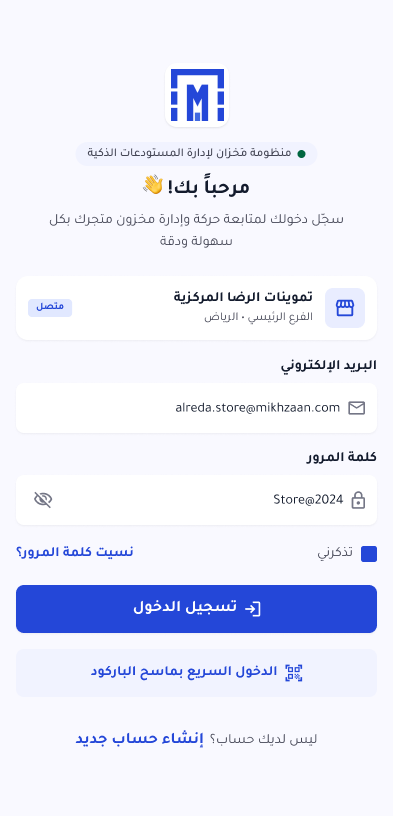 M
منظومة مَخزان لإدارة المستودعات الذكية
مرحباً بك! 👋
سجّل دخولك لمتابعة حركة وإدارة مخزون متجرك بكل
سهولة ودقة
تموينات الرضا المركزية
الفرع الرئيسي • الرياض
متصل
البريد الإلكتروني
alreda.store@mikhzaan.com
كلمة المرور
Store@2024
تذكرني
نسيت كلمة المرور؟
تسجيل الدخول
الدخول السريع بماسح الباركود
ليس لديك حساب؟ إنشاء حساب جديد